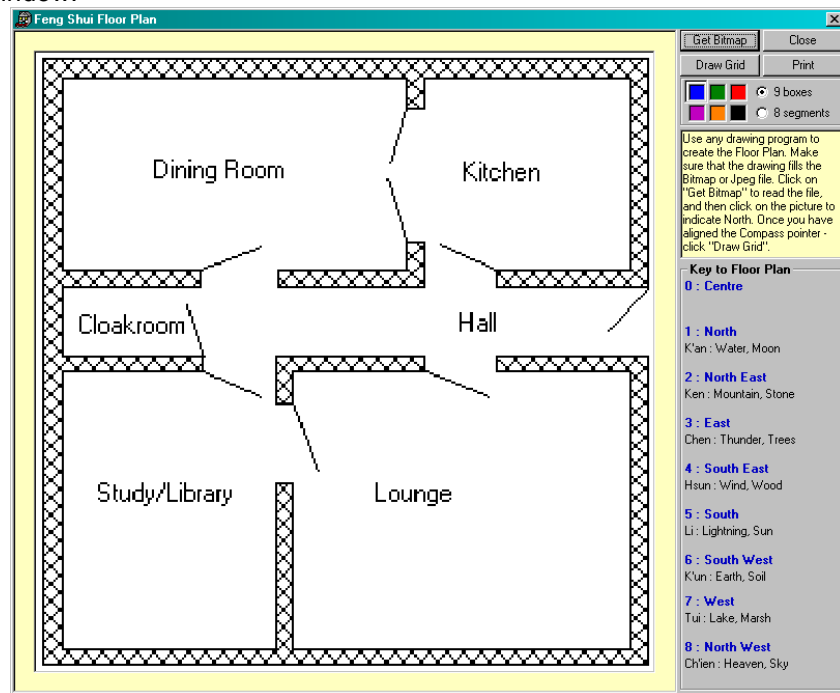 Feng Shui Floor Plan
Get Bitmap Close
Draw Grid Print
9 boxes
8 segments
Use any drawing program to
create the Floor Plan. Make
sure that the drawing fills the
Bitmap or Jpeg file. Click on
"Get Bitmap" to read the file,
and then click on the picture to
indicate North. Once you have
aligned the Compass pointer -
click "Draw Grid".
Dining Room
Kitchen
Cloakroom
Hall
Study/Library
Lounge
Key to Floor Plan
0 : Centre
1 : North
K'an : Water, Moon
2 : North East
Ken : Mountain, Stone
3 : East
Chen : Thunder, Trees
4 : South East
Hsun : Wind, Wood
5 : South
Li : Lightning, Sun
6 : South West
K'un : Earth, Soil
7 : West
Tui : Lake, Marsh
8 : North West
Ch'ien : Heaven, Sky